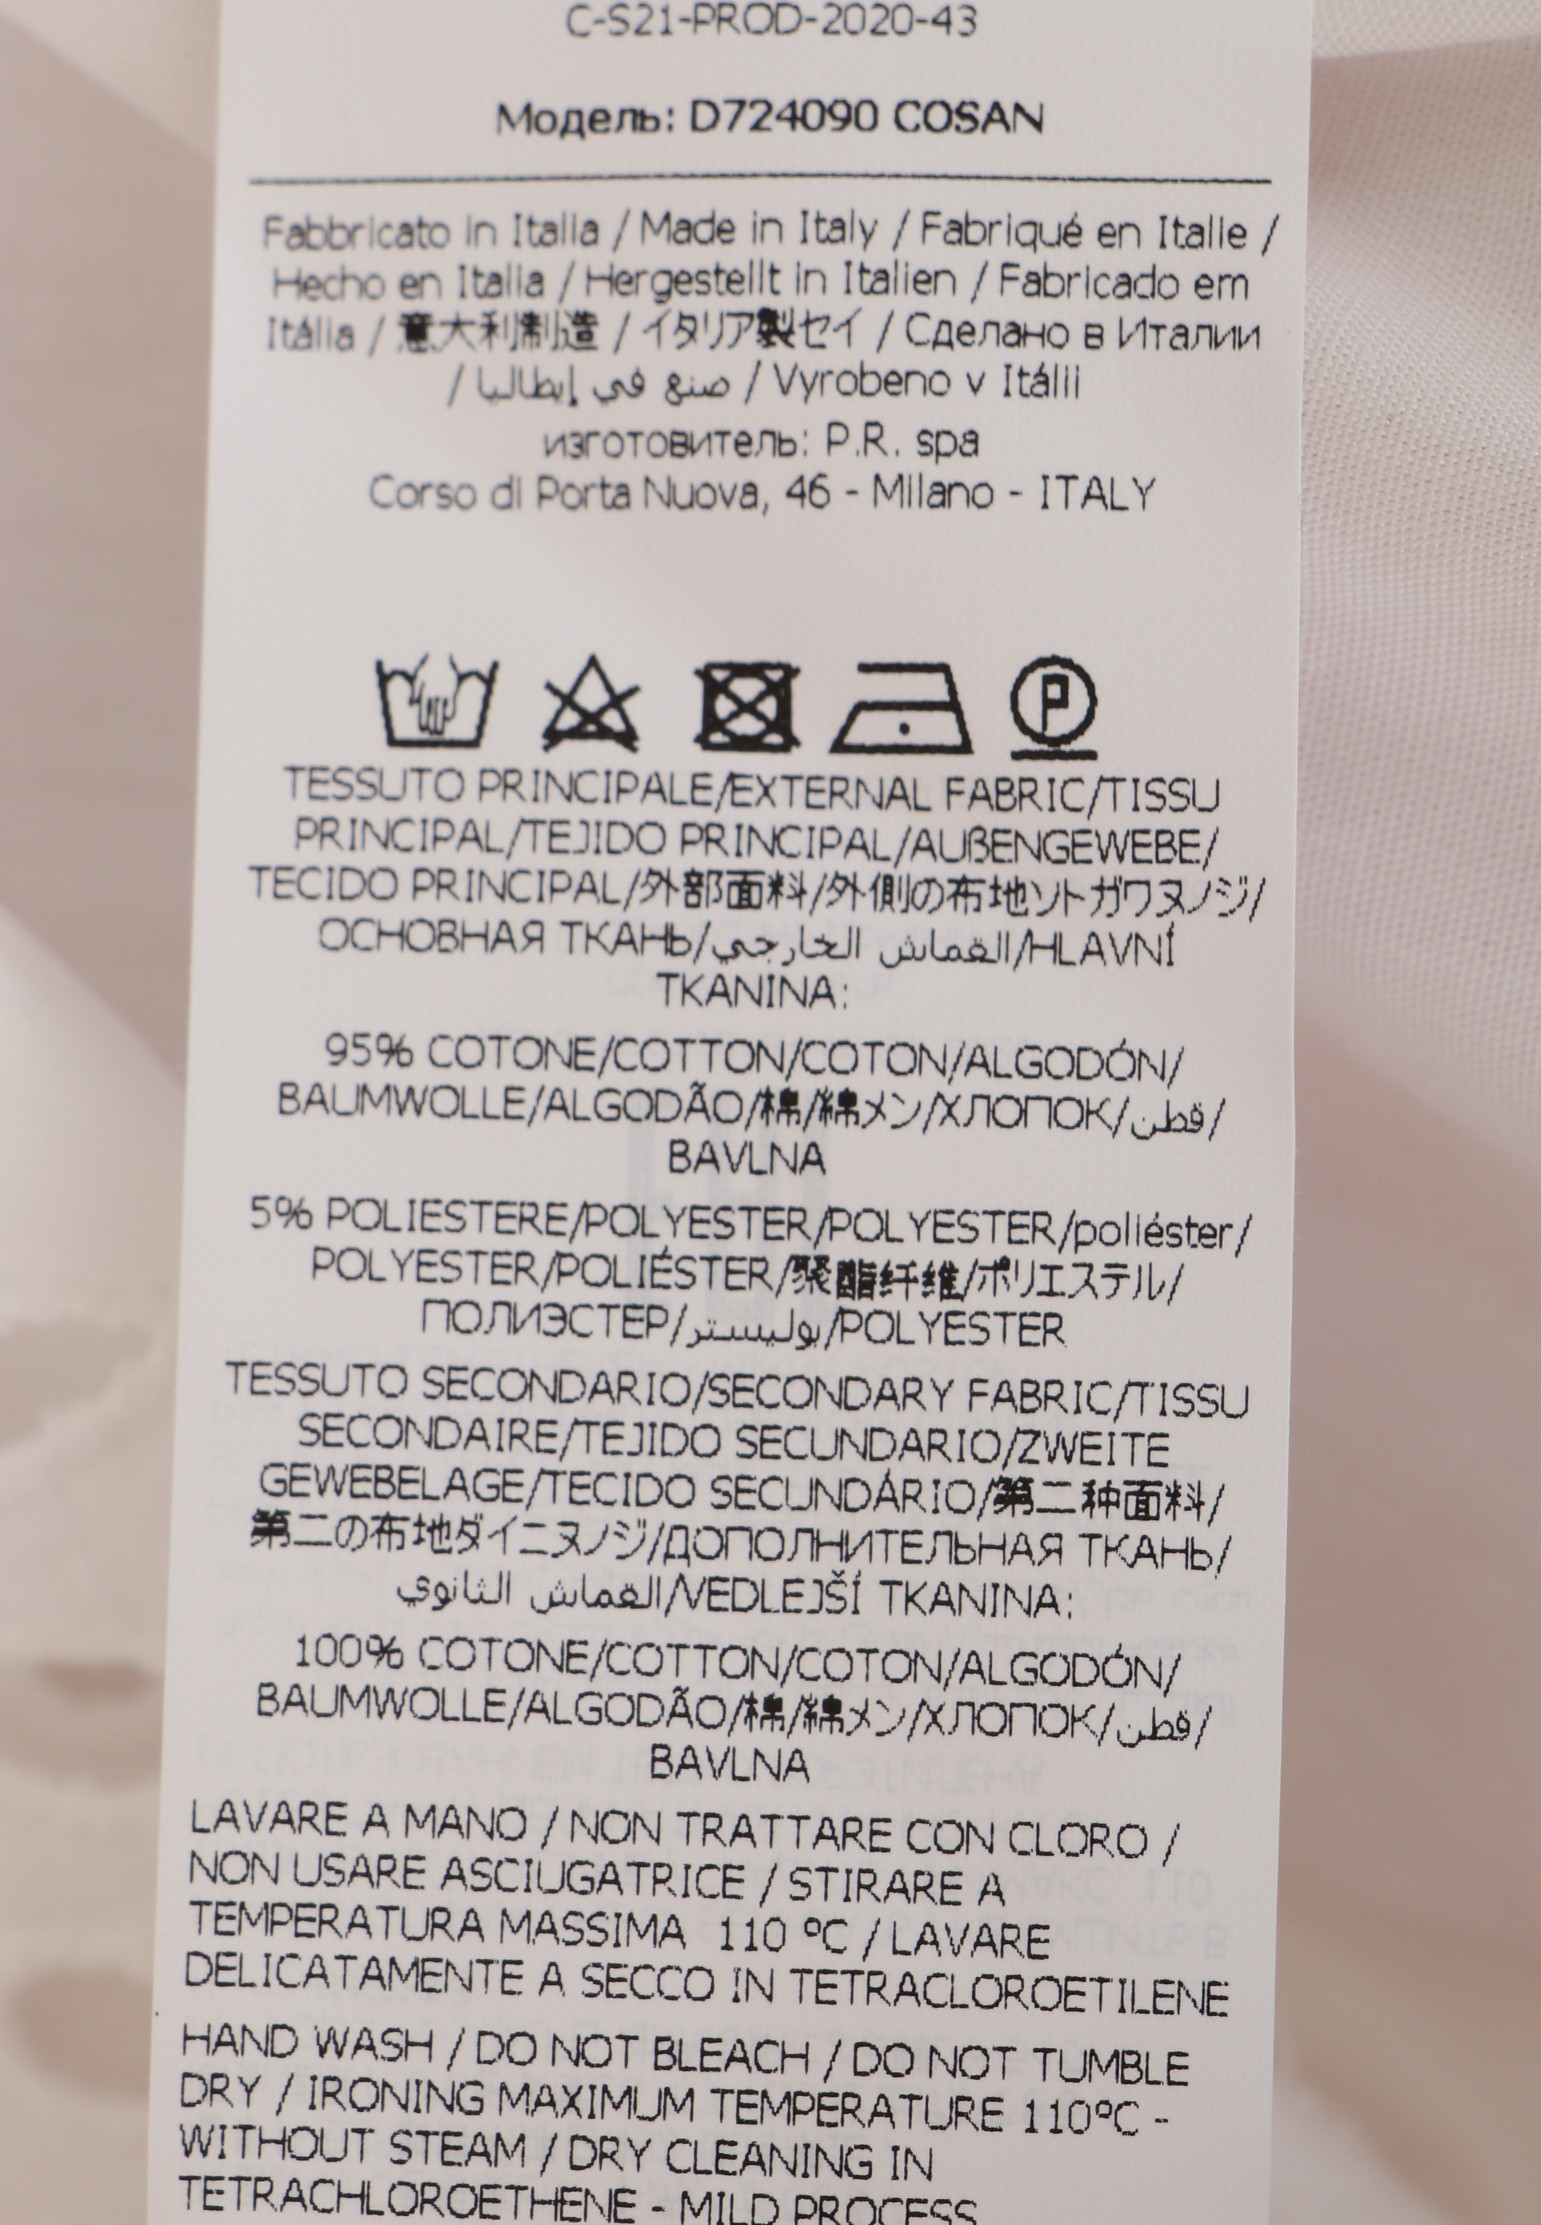 C-S21-PROD-2020-43
Модель: D724090 COSAN
Fabbricato in Italia / Made in Italy / Fabriqué en Italie /
Hecho en Italia / Hergestellt in Italien / Fabricado em
Itália / 意大利制造 / イタリア製セイ / Сделано в Италии
/ صنع في إيطاليا / Vyrobeno v Itálii
изготовитель: P.R. spa
Corso di Porta Nuova, 46 - Milano - ITALY
P
TESSUTO PRINCIPALE/EXTERNAL FABRIC/TISSU
PRINCIPAL/TEJIDO PRINCIPAL/AUßENGEWEBE/
TECIDO PRINCIPAL/外部面料/外側の布地ソトガワヌノジ/
ОСНОВНАЯ ТКАНЬ/القماش الخارجي/HLAVNÍ
TKANINA:
95% COTONE/COTTON/COTON/ALGODÓN/
BAUMWOLLE/ALGODÃO/棉/綿メン/ХЛОПОК/قطن/
BAVLNA
5% POLIESTERE/POLYESTER/POLYESTER/poliéster/
POLYESTER/POLIÉSTER/聚酯纤维/ポリエステル/
ПОЛИЭСТЕР/بوليستر/POLYESTER
TESSUTO SECONDARIO/SECONDARY FABRIC/TISSU
SECONDAIRE/TEJIDO SECUNDARIO/ZWEITE
GEWEBELAGE/TECIDO SECUNDÁRIO/第二种面料/
第二の布地ダイニヌノジ/ДОПОЛНИТЕЛЬНАЯ ТКАНЬ/
القماش الثانوي/VEDLEJŠÍ TKANINA:
100% COTONE/COTTON/COTON/ALGODÓN/
BAUMWOLLE/ALGODÃO/棉/綿メン/ХЛОПОК/قطن/
BAVLNA
LAVARE A MANO / NON TRATTARE CON CLORO /
NON USARE ASCIUGATRICE / STIRARE A
TEMPERATURA MASSIMA 110 ºC / LAVARE
DELICATAMENTE A SECCO IN TETRACLOROETILENE
HAND WASH / DO NOT BLEACH / DO NOT TUMBLE
DRY / IRONING MAXIMUM TEMPERATURE 110ºC -
WITHOUT STEAM / DRY CLEANING IN
TETRACHLOROETHENE - MILD PROCESS